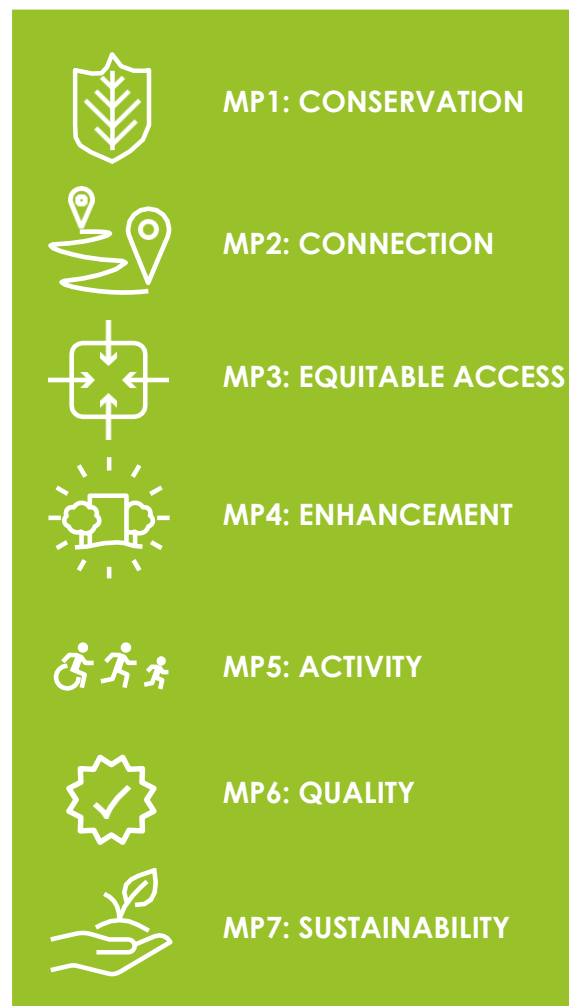 MP1: CONSERVATION
MP2: CONNECTION
MP3: EQUITABLE ACCESS
MP4: ENHANCEMENT
MP5: ACTIVITY
MP6: QUALITY
MP7: SUSTAINABILITY